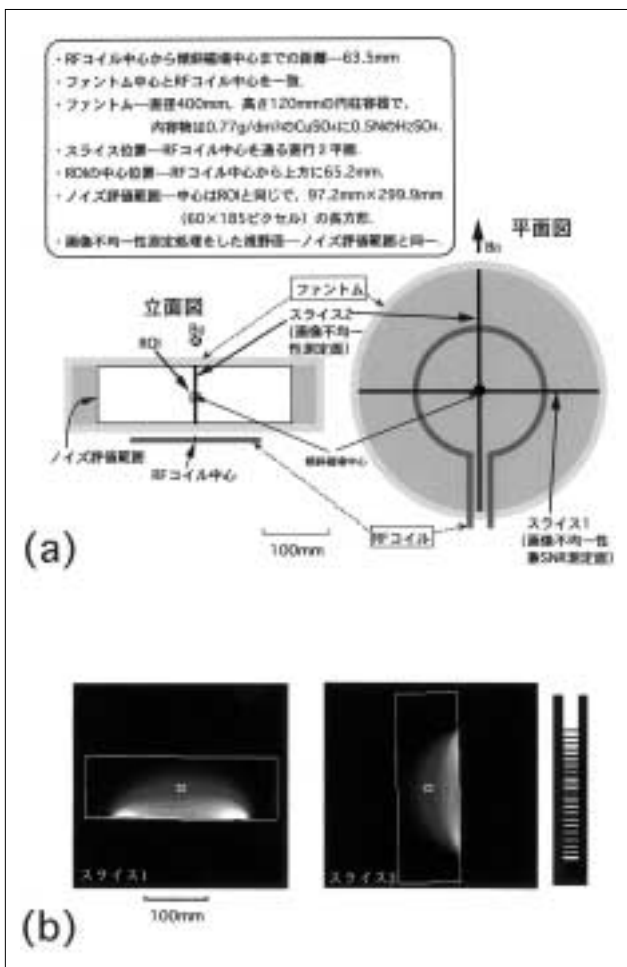 ・RFコイル中心から傾斜磁場中心までの距離—63.5mm
・ファントム中心とRFコイル中心を一致.
・ファントム—直径400mm，高さ120mmの円柱容器で，
内容物は0.77g/dm³のCuSO₄に0.5NのH₂SO₄.
・スライス位置—RFコイル中心を通る直行2平面.
・ROIの中心位置—RFコイル中心から上方に65.2mm.
・ノイズ評価範囲—中心はROIと同じで，97.2mm×299.9mm
（60×185ピクセル）の長方形.
・画像不均一性測定処理をした視野径—ノイズ評価範囲と同一.
平面図
B₀
ファントム
立面図
スライス2
(画像不均一
性測定面)
B₀
ROI
ノイズ評価範囲
RFコイル中心
傾斜磁場中心
スライス1
(画像不均一性
兼SNR測定面)
RFコイル
100mm
(a)
スライス1
スライス2
100mm
(b)